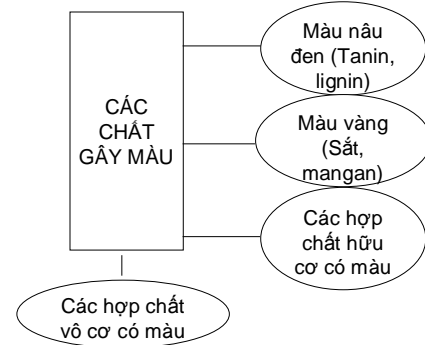 CÁC
CHẤT
GÂY MÀU
Màu nâu
đen (Tanin,
lignin)
Màu vàng
(Sắt,
mangan)
Các hợp
chất hữu
cơ có màu
Các hợp chất
vô cơ có màu